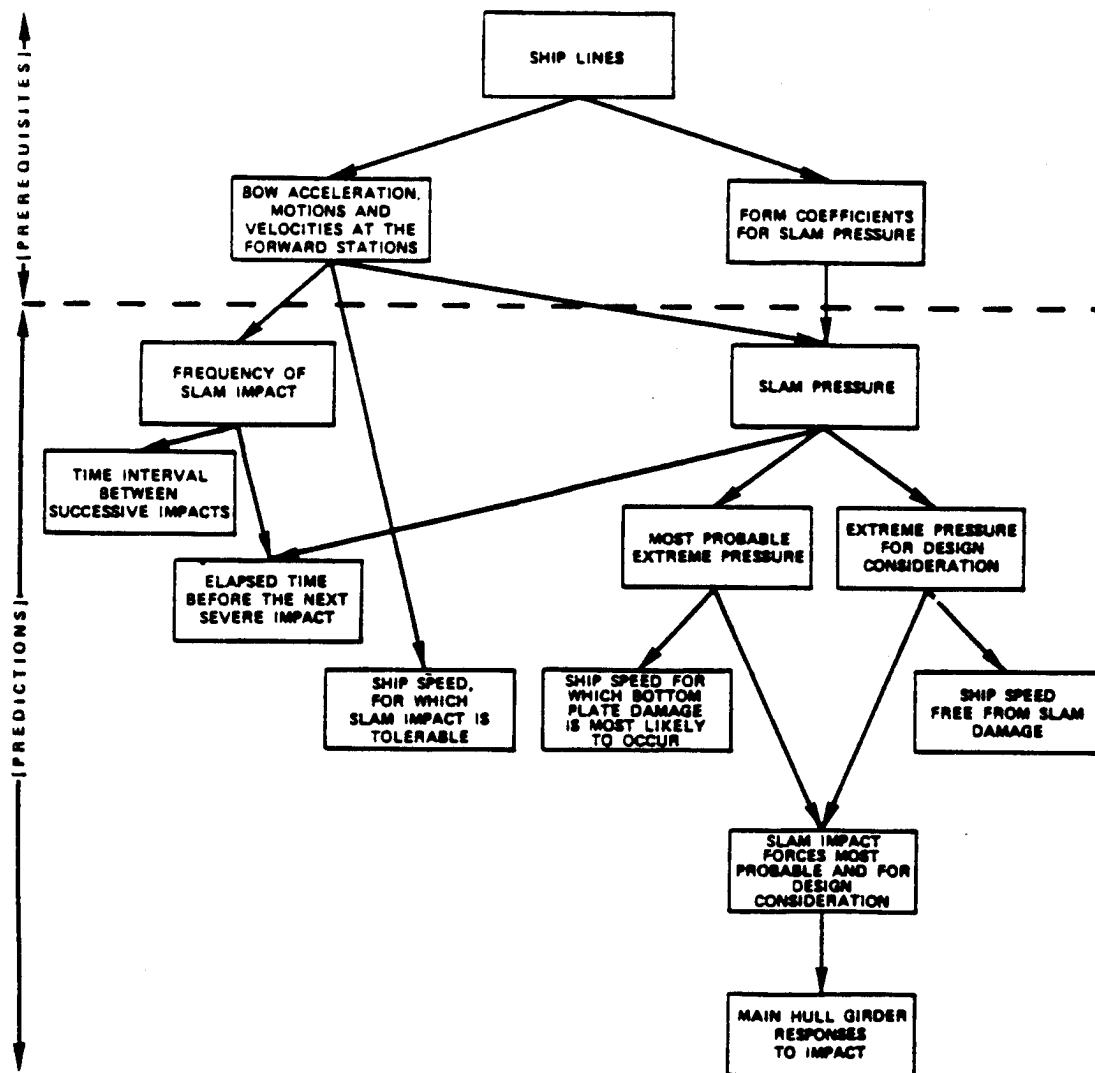 SHIP LINES
[PREREQUISITES]
BOW ACCELERATION,
MOTIONS AND
VELOCITIES AT THE
FORWARD STATIONS
FORM COEFFICIENTS
FOR SLAM PRESSURE
[PREDICTIONS]
FREQUENCY OF
SLAM IMPACT
SLAM PRESSURE
TIME INTERVAL
BETWEEN
SUCCESSIVE IMPACTS
MOST PROBABLE
EXTREME PRESSURE
EXTREME PRESSURE
FOR DESIGN
CONSIDERATION
ELAPSED TIME
BEFORE THE NEXT
SEVERE IMPACT
SHIP SPEED,
FOR WHICH
SLAM IMPACT IS
TOLERABLE
SHIP SPEED FOR
WHICH BOTTOM
PLATE DAMAGE
IS MOST LIKELY
TO OCCUR
SHIP SPEED
FREE FROM SLAM
DAMAGE
SLAM IMPACT
FORCES MOST
PROBABLE AND FOR
DESIGN
CONSIDERATION
MAIN HULL GIRDER
RESPONSES
TO IMPACT